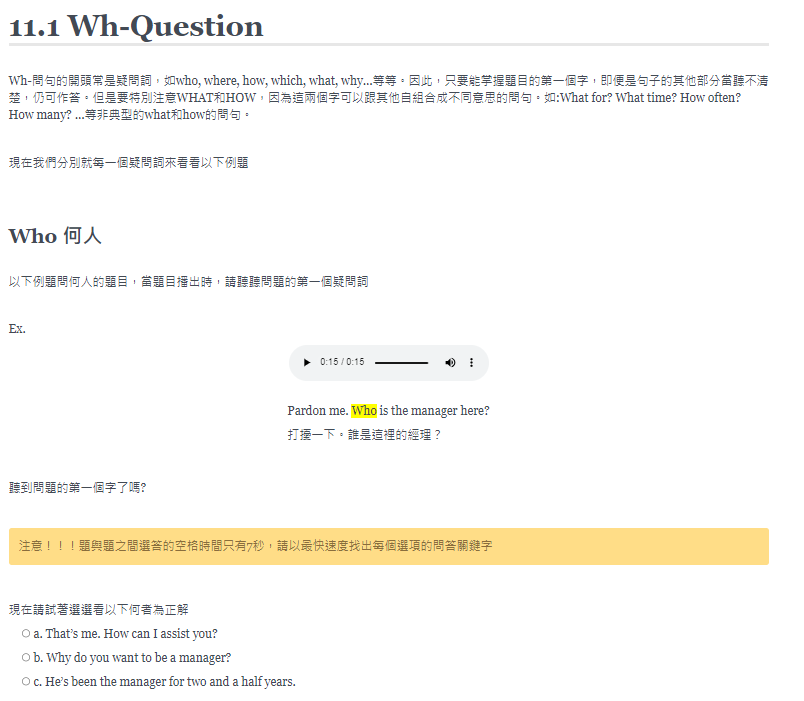 11.1 Wh-Question
Wh-問句的開頭常是疑問詞，如who, where, how, which, what, why…等等。因此，只要能掌握題目的第一個字，即便是句子的其他部分當聽不清
楚，仍可作答。但是要特別注意WHAT和HOW，因為這兩個字可以跟其他自組合成不同意思的問句。如:What for? What time? How often?
How many? …等非典型的what和how的問句。
現在我們分別就每一個疑問詞來看看以下例題
Who 何人
以下例題問何人的題目，當題目播出時，請聽聽問題的第一個疑問詞
Ex.
0:15 / 0:15
Pardon me. Who is the manager here?
打擾一下。誰是這裡的經理？
聽到問題的第一個字了嗎?
注意！！！題與題之間選答的空格時間只有7秒，請以最快速度找出每個選項的問答關鍵字
現在請試著選選看以下何者為正解
a. That’s me. How can I assist you?
b. Why do you want to be a manager?
c. He’s been the manager for two and a half years.